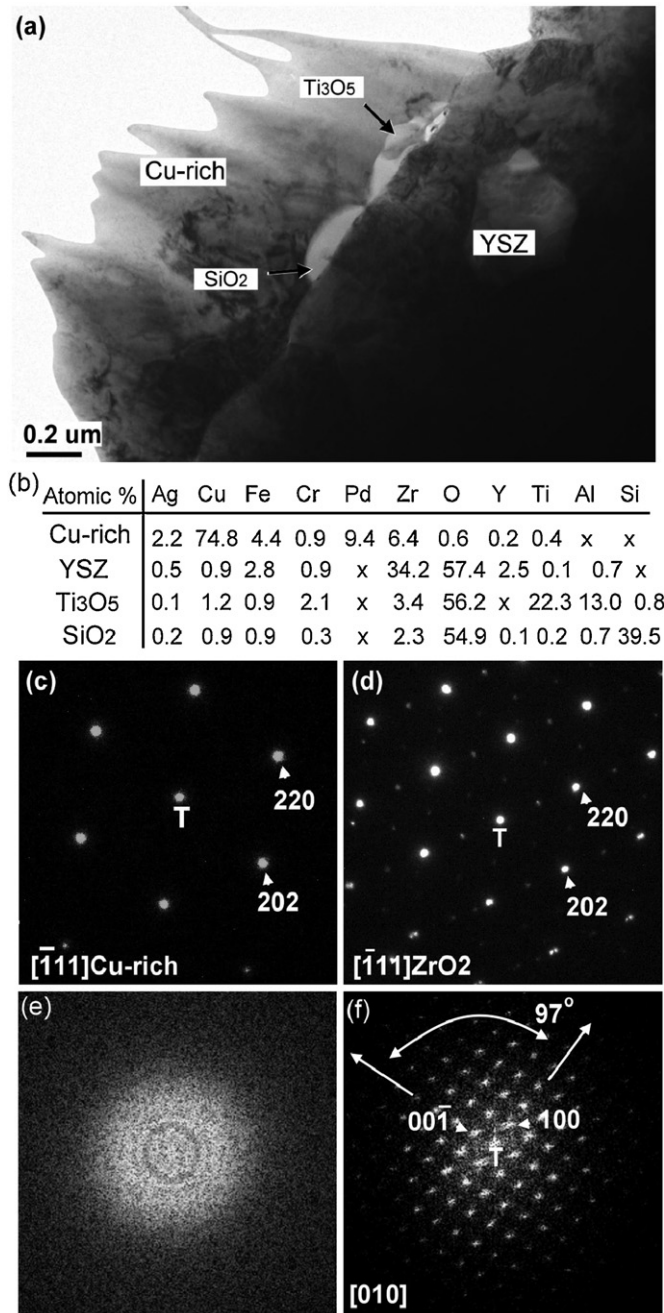 (a)
Ti3O5
Cu-rich
YSZ
SiO2
0.2 um
(b)
Atomic % Ag Cu Fe Cr Pd Zr O Y Ti Al Si
Cu-rich 2.2 74.8 4.4 0.9 9.4 6.4 0.6 0.2 0.4 x x
YSZ 0.5 0.9 2.8 0.9 x 34.2 57.4 2.5 0.1 0.7 x
Ti3O5 0.1 1.2 0.9 2.1 x 3.4 56.2 x 22.3 13.0 0.8
SiO2 0.2 0.9 0.9 0.3 x 2.3 54.9 0.1 0.2 0.7 39.5
(c)
220
T
202
[1̄11]Cu-rich
(d)
220
T
202
[1̄11]ZrO2
(e)
(f)
97°
001̄ 100
T
[010]